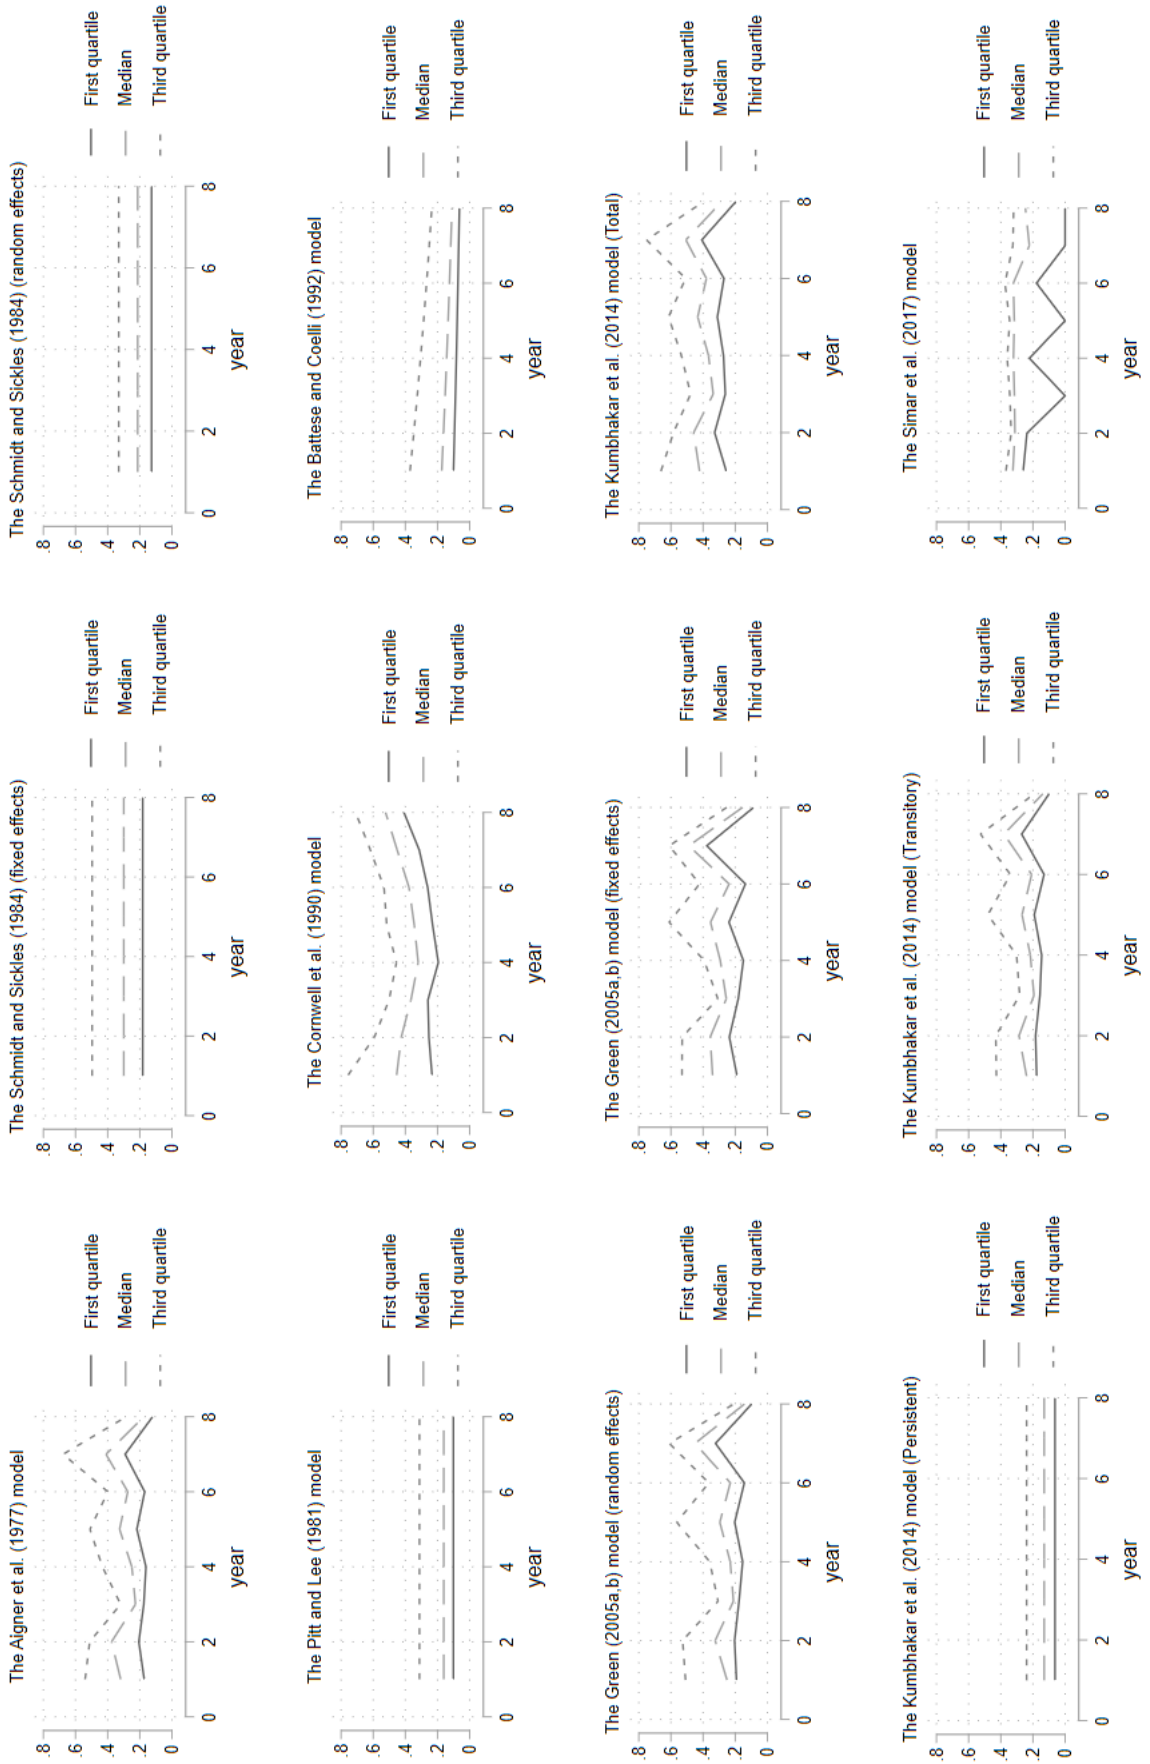 The Aigner et al. (1977) model
.8
.6
.4
.2
0
0 2 4 6 8
year
First quartile
Median
Third quartile
The Schmidt and Sickles (1984) (fixed effects)
.8
.6
.4
.2
0
0 2 4 6 8
year
First quartile
Median
Third quartile
The Schmidt and Sickles (1984) (random effects)
.8
.6
.4
.2
0
0 2 4 6 8
year
First quartile
Median
Third quartile
The Pitt and Lee (1981) model
.8
.6
.4
.2
0
0 2 4 6 8
year
First quartile
Median
Third quartile
The Cornwell et al. (1990) model
.8
.6
.4
.2
0
0 2 4 6 8
year
First quartile
Median
Third quartile
The Battese and Coelli (1992) model
.8
.6
.4
.2
0
0 2 4 6 8
year
First quartile
Median
Third quartile
The Green (2005a,b) model (random effects)
.8
.6
.4
.2
0
0 2 4 6 8
year
First quartile
Median
Third quartile
The Green (2005a,b) model (fixed effects)
.8
.6
.4
.2
0
0 2 4 6 8
year
First quartile
Median
Third quartile
The Kumbhakar et al. (2014) model (Total)
.8
.6
.4
.2
0
0 2 4 6 8
year
First quartile
Median
Third quartile
The Kumbhakar et al. (2014) model (Persistent)
.8
.6
.4
.2
0
0 2 4 6 8
year
First quartile
Median
Third quartile
The Kumbhakar et al. (2014) model (Transitory)
.8
.6
.4
.2
0
0 2 4 6 8
year
First quartile
Median
Third quartile
The Simar et al. (2017) model
.8
.6
.4
.2
0
0 2 4 6 8
year
First quartile
Median
Third quartile